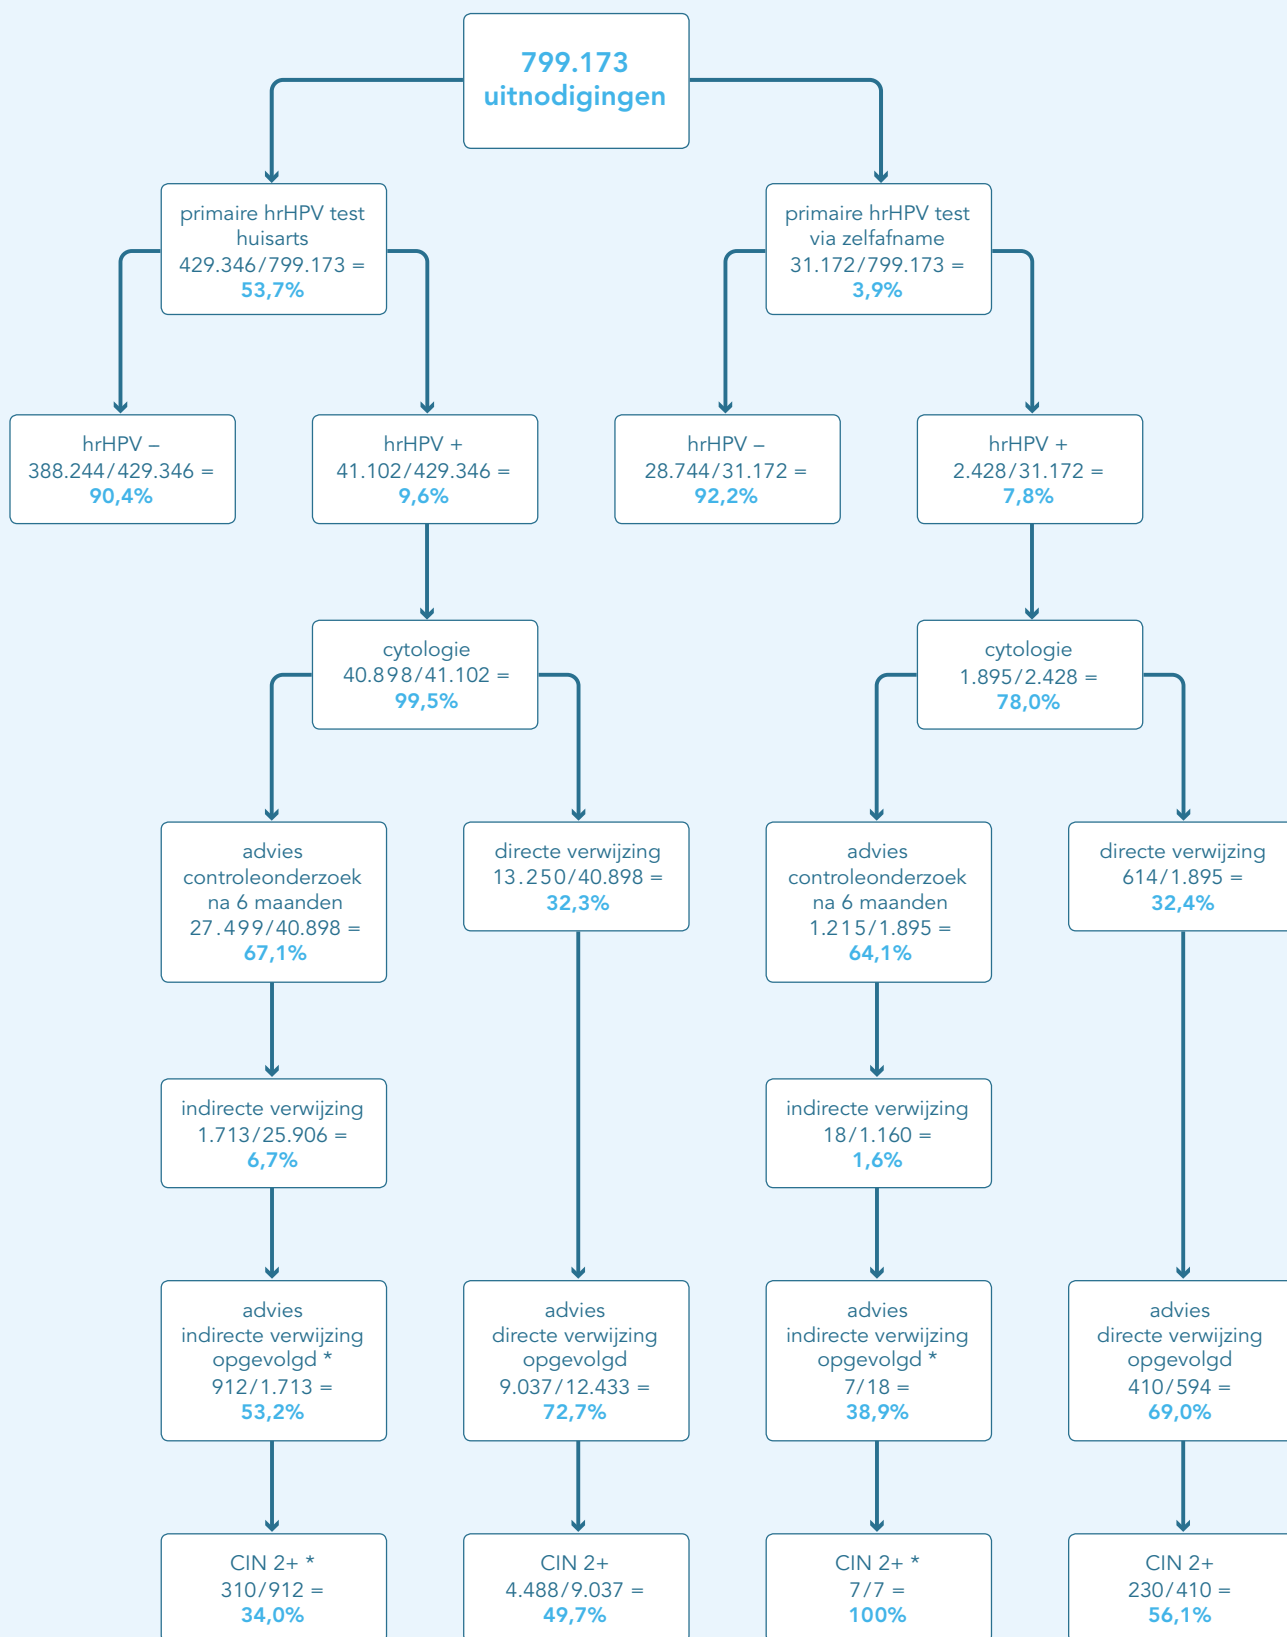 799.173
uitnodigingen
primaire hrHPV test
huisarts
429.346/799.173 =
53,7%
primaire hrHPV test
via zelfafname
31.172/799.173 =
3,9%
hrHPV –
388.244/429.346 =
90,4%
hrHPV +
41.102/429.346 =
9,6%
hrHPV –
28.744/31.172 =
92,2%
hrHPV +
2.428/31.172 =
7,8%
cytologie
40.898/41.102 =
99,5%
cytologie
1.895/2.428 =
78,0%
advies
controleonderzoek
na 6 maanden
27.499/40.898 =
67,1%
directe verwijzing
13.250/40.898 =
32,3%
advies
controleonderzoek
na 6 maanden
1.215/1.895 =
64,1%
directe verwijzing
614/1.895 =
32,4%
indirecte verwijzing
1.713/25.906 =
6,7%
indirecte verwijzing
18/1.160 =
1,6%
advies
indirecte verwijzing
opgevolgd *
912/1.713 =
53,2%
advies
directe verwijzing
opgevolgd
9.037/12.433 =
72,7%
advies
indirecte verwijzing
opgevolgd *
7/18 =
38,9%
advies
directe verwijzing
opgevolgd
410/594 =
69,0%
CIN 2+ *
310/912 =
34,0%
CIN 2+
4.488/9.037 =
49,7%
CIN 2+ *
7/7 =
100%
CIN 2+
230/410 =
56,1%